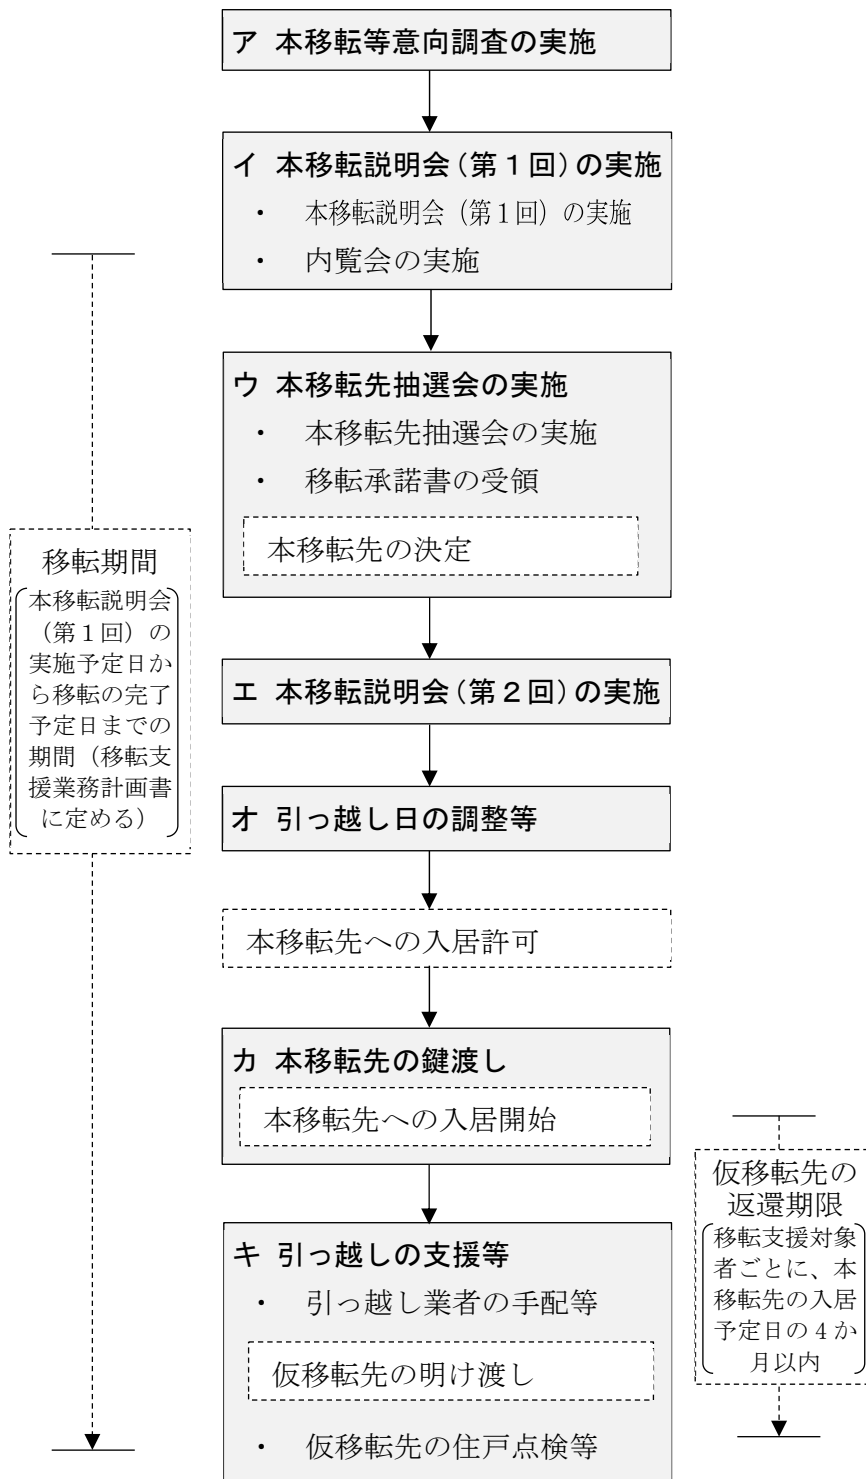 ア 本移転等意向調査の実施
イ 本移転説明会(第1回)の実施
・ 本移転説明会（第１回）の実施
・ 内覧会の実施
ウ 本移転先抽選会の実施
・ 本移転先抽選会の実施
・ 移転承諾書の受領
本移転先の決定
移転期間
本移転説明会
（第１回）の
実施予定日か
ら移転の完了
予定日までの
期間（移転支
援業務計画書
に定める）
エ 本移転説明会(第２回)の実施
オ 引っ越し日の調整等
本移転先への入居許可
カ 本移転先の鍵渡し
本移転先への入居開始
仮移転先の
返還期限
移転支援対象
者ごとに、本
移転先の入居
予定日の４か
月以内
キ 引っ越しの支援等
・ 引っ越し業者の手配等
仮移転先の明け渡し
・ 仮移転先の住戸点検等